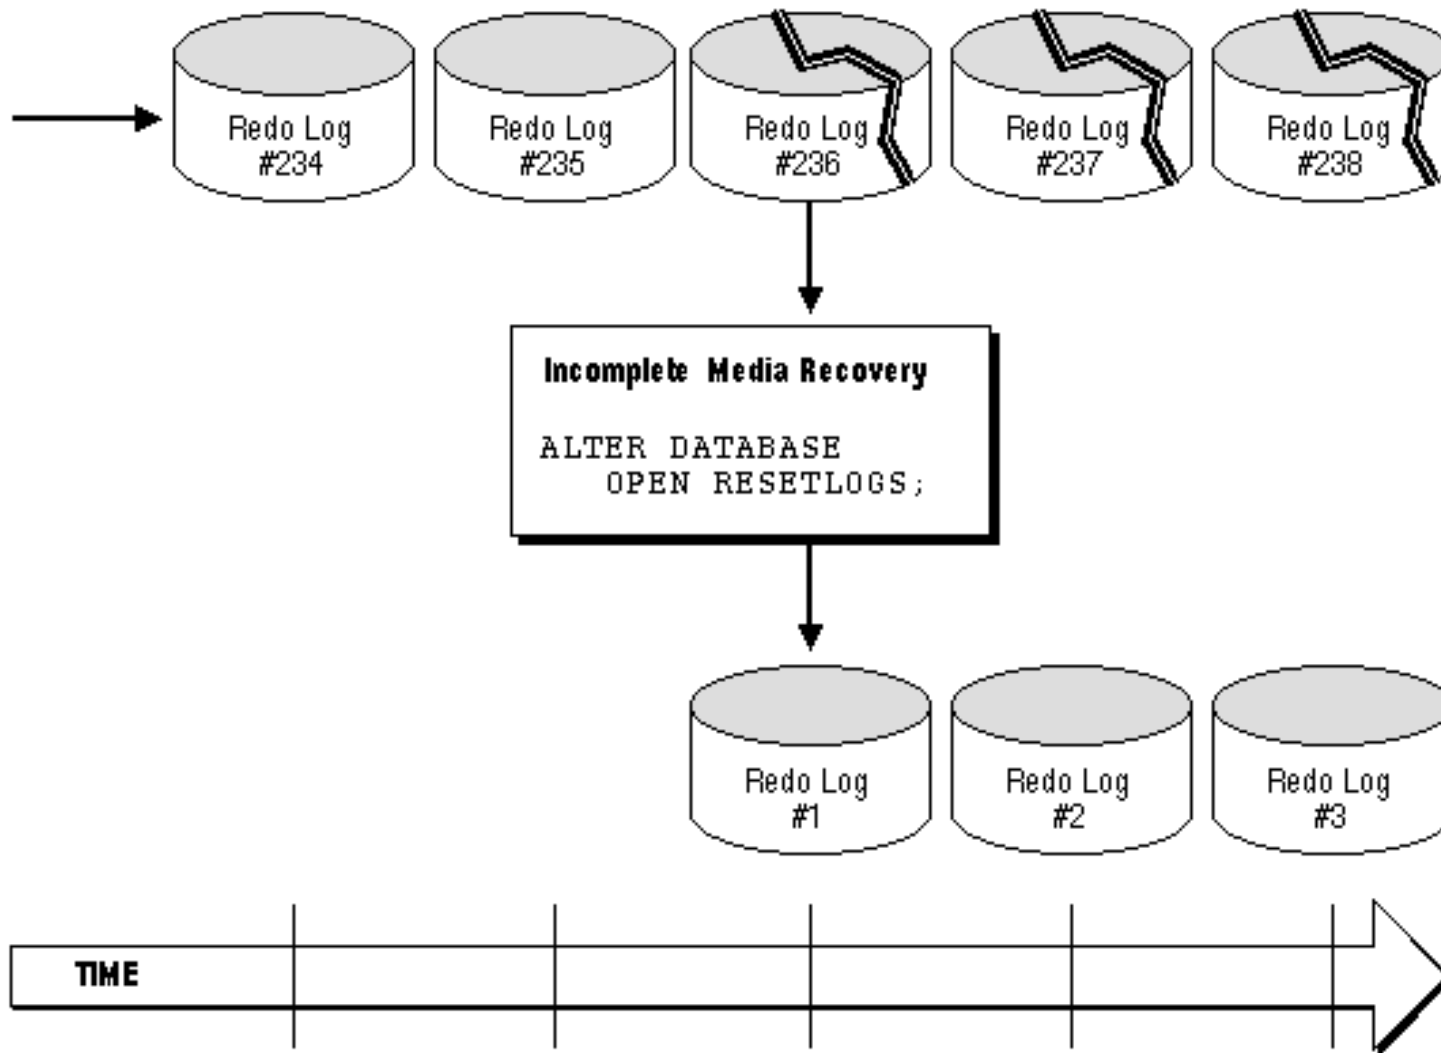 Redo Log
#234
Redo Log
#235
Redo Log
#236
Redo Log
#237
Redo Log
#238
Incomplete Media Recovery
ALTER DATABASE
OPEN RESETLOGS;
Redo Log
#1
Redo Log
#2
Redo Log
#3
TIME